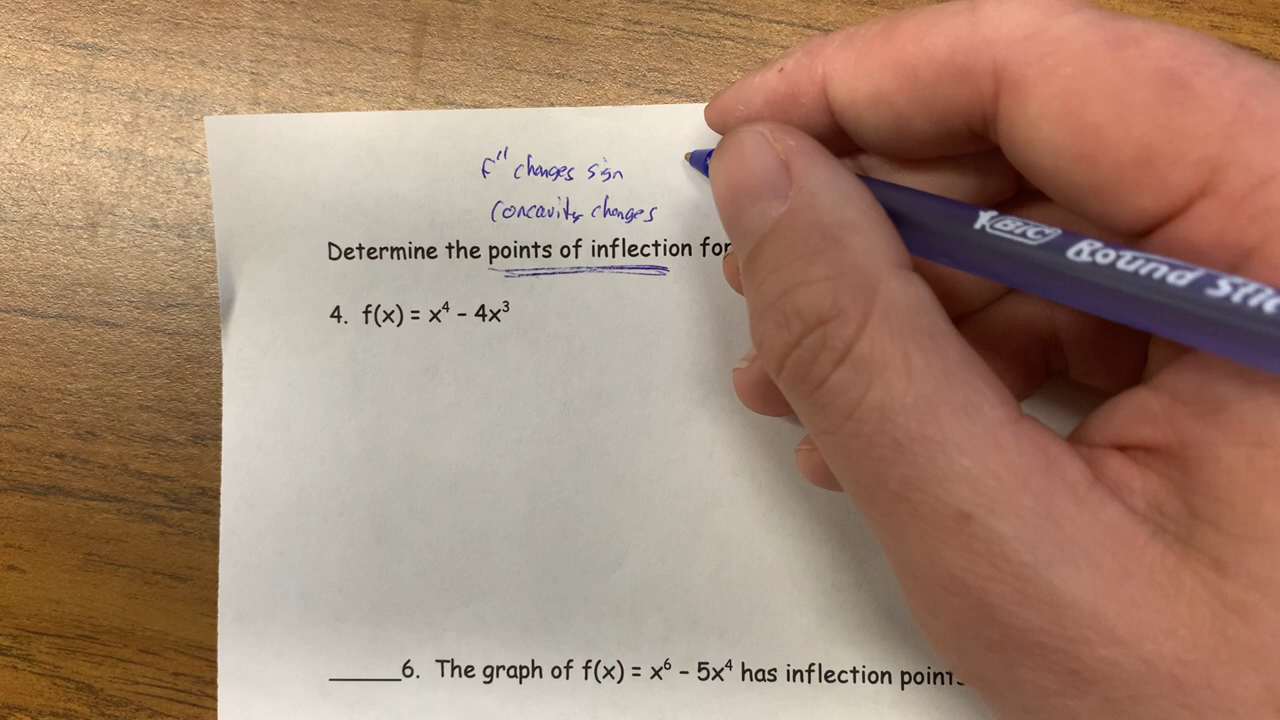 f'' changes sign
Concavity changes
Determine the points of inflection for
4. f(x) = x⁴ - 4x³
______6. The graph of f(x) = x⁶ - 5x⁴ has inflection
BIC Round Stic